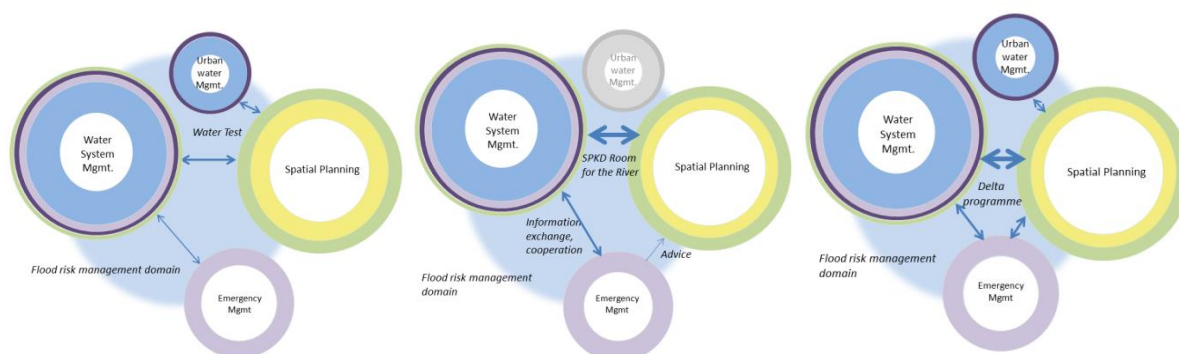 Urban
water
Mgmt.
Water Test
Water
System
Mgmt.
Spatial Planning
Flood risk management domain
Emergency
Mgmt
Urban
water
Mgmt.
Water
System
Mgmt.
SPKD Room
for the River
Spatial Planning
Information
exchange,
cooperation
Advice
Flood risk management
domain
Emergency
Mgmt
Urban
water
Mgmt.
Water
System
Mgmt.
Delta
programme
Spatial Planning
Flood risk management
domain
Emergency
Mgmt